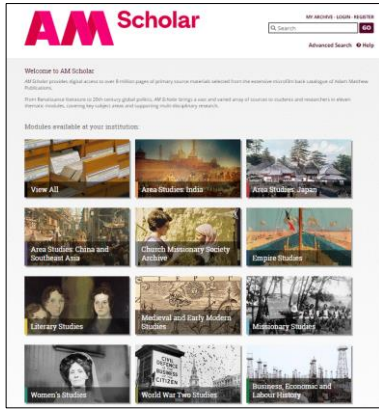 AM Scholar
MY ARCHIVE · LOGIN · REGISTER
Search
GO
Advanced Search ? Help
Welcome to AM Scholar
AM Scholar provides digital access to over 8 million pages of primary source materials selected from the extensive microfilm back catalogue of Adam Matthew
Publications.
From Renaissance literature to 20th century global politics, AM Scholar brings a vast and varied array of sources to students and researchers in eleven
thematic modules, covering key subject areas and supporting multi-disciplinary research.
Modules available at your institution:
View All
Area Studies: India
Area Studies: Japan
Area Studies: China and
Southeast Asia
Church Missionary Society
Archive
Empire Studies
Literary Studies
Medieval and Early Modern
Studies
Missionary Studies
Women's Studies
CIVIL
DEFENCE
BUSINESS
CITIZEN
World War Two Studies
Business, Economic and
Labour History